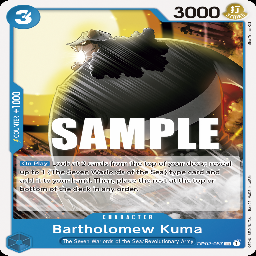 3
3000
COUNTER +1000
SAMPLE
On Play Look at 2 cards from the top of your deck; reveal
up to 1 {The Seven Warlords of the Sea} type card and
add it to your hand. Then, place the rest at the top or
bottom of the deck in any order.
CHARACTER
Bartholomew Kuma
The Seven Warlords of the Sea/Revolutionary Army